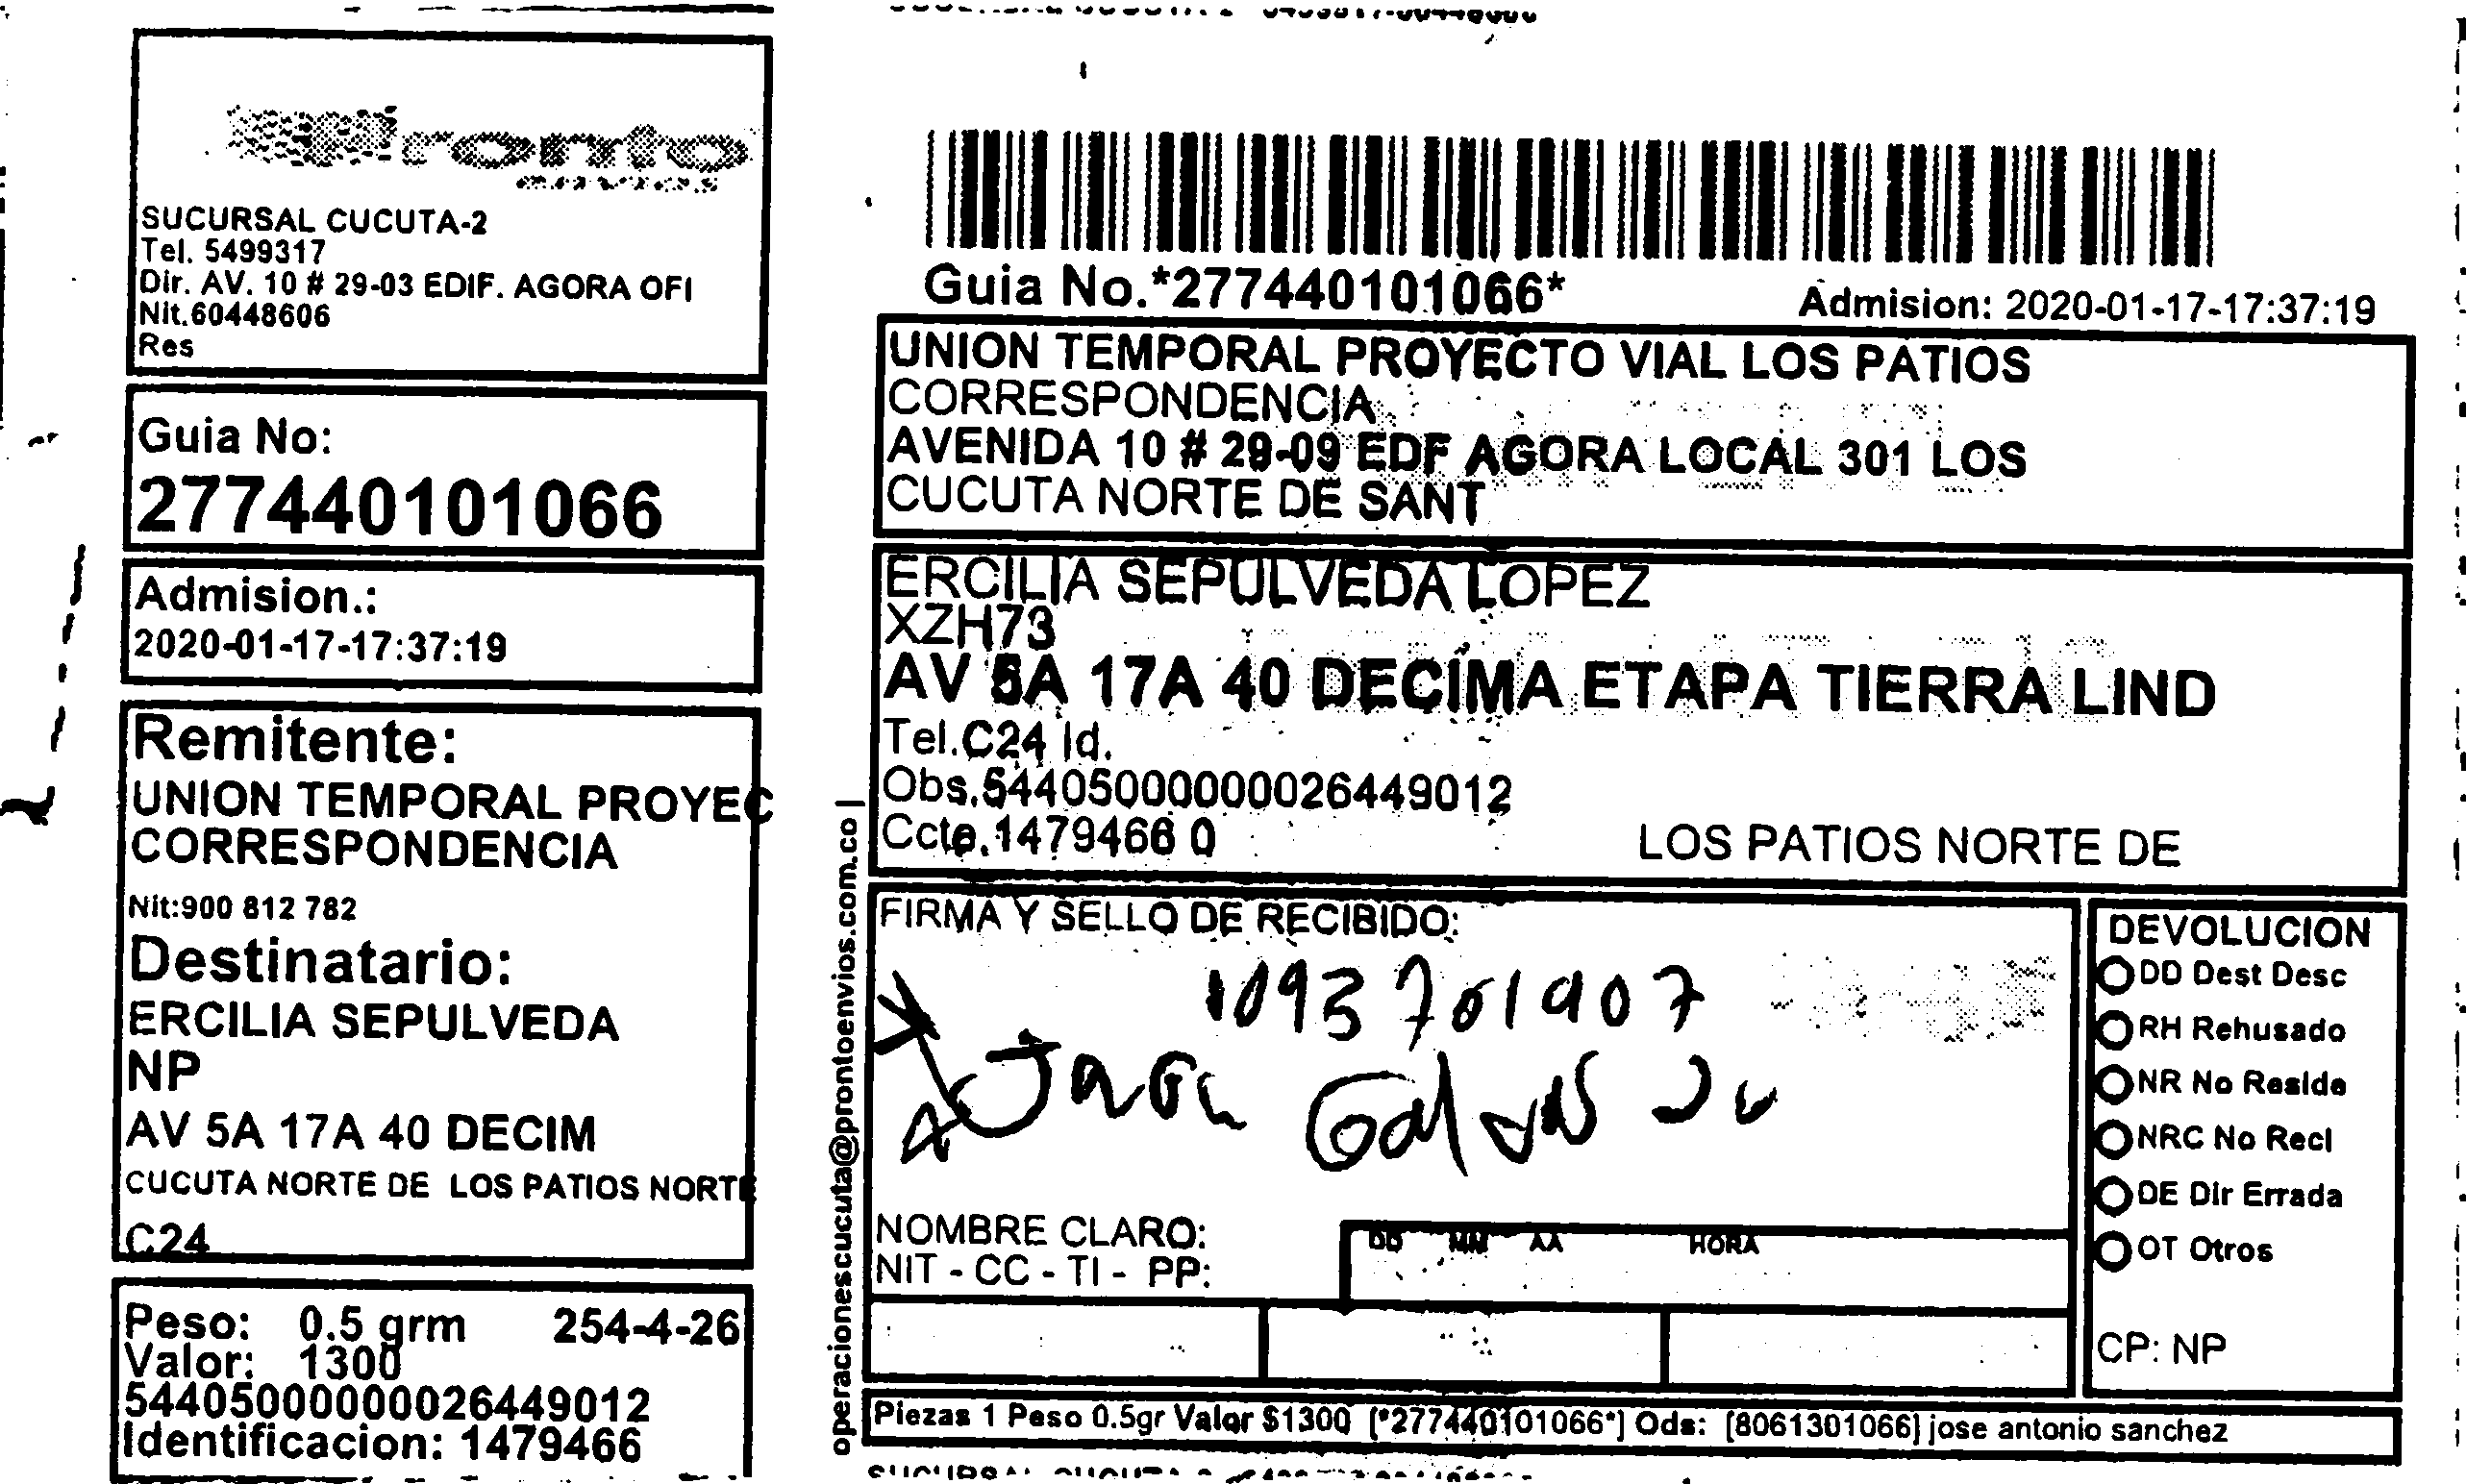 Pronto
envios
SUCURSAL CUCUTA-2
Tel. 5499317
Dir. AV. 10 # 29-03 EDIF. AGORA OFI
Nit.60448606
Res
Guia No:
277440101066
Admision.:
2020-01-17-17:37:19
Remitente:
UNION TEMPORAL PROYEC
CORRESPONDENCIA
Nit:900 812 782
Destinatario:
ERCILIA SEPULVEDA
NP
AV 5A 17A 40 DECIM
CUCUTA NORTE DE LOS PATIOS NORTE
C24
Peso: 0.5 grm 254-4-26
Valor: 1300
544050000000026449012
Identificacion: 1479466
operacionescucuta@prontoenvios.com.co |
Guia No.*277440101066*
Admision: 2020-01-17-17:37:19
UNION TEMPORAL PROYECTO VIAL LOS PATIOS
CORRESPONDENCIA
AVENIDA 10 # 29-09 EDF AGORA LOCAL 301 LOS
CUCUTA NORTE DE SANT
ERCILIA SEPULVEDA LOPEZ
XZH73
AV 5A 17A 40 DECIMA ETAPA TIERRA LIND
Tel.C24 Id.
Obs.544050000000026449012
Ccte.1479466 0
LOS PATIOS NORTE DE
FIRMA Y SELLO DE RECIBIDO:
1093701907
NOMBRE CLARO:
NIT - CC - TI - PP:
DD MM AA HORA
DEVOLUCION
DD Dest Desc
RH Rehusado
NR No Reside
NRC No Recl
DE Dir Errada
OT Otros
CP: NP
Piezas 1 Peso 0.5gr Valor $1300 [*277440101066*] Ods: [8061301066] jose antonio sanchez